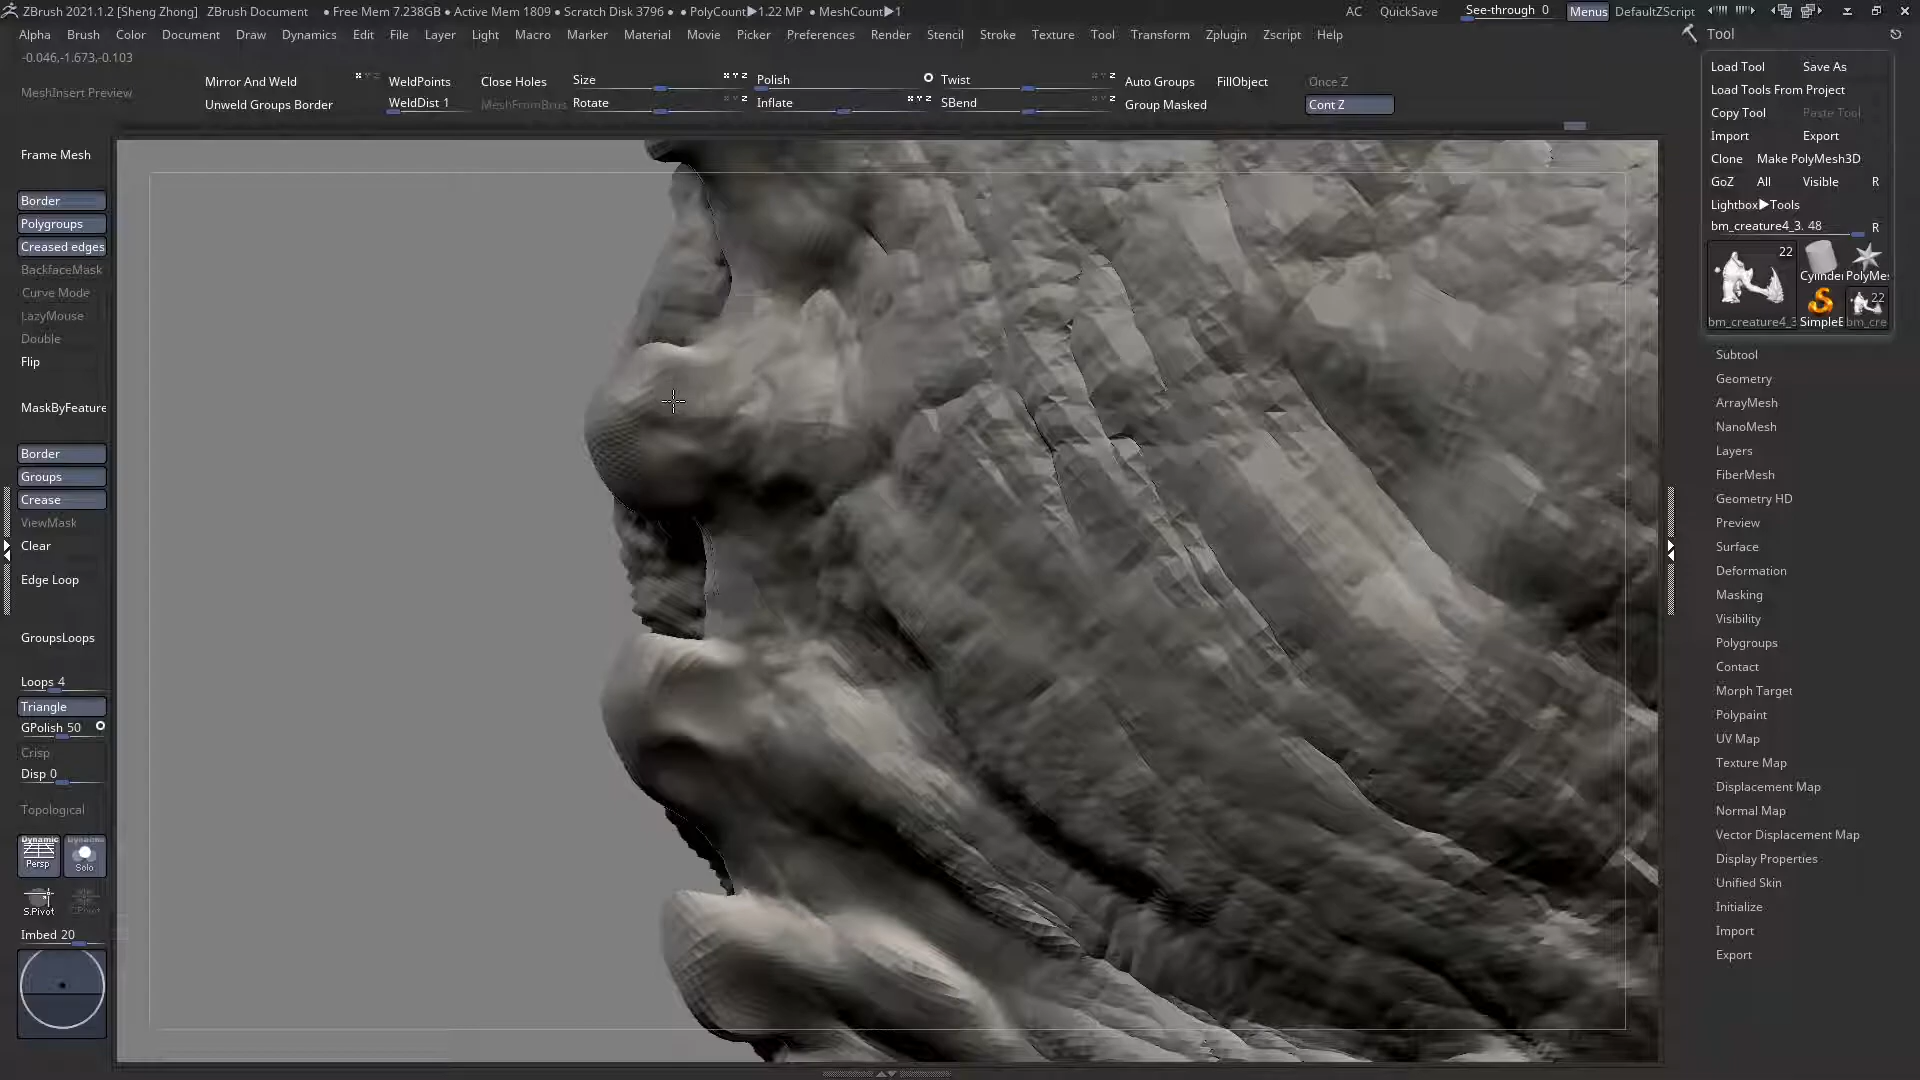 ZBrush 2021.1.2 [Sheng Zhong] ZBrush Document • Free Mem 7.238GB • Active Mem 1809 • Scratch Disk 3796 • • PolyCount▶1.22 MP • MeshCount▶1 AC QuickSave See-through 0 Menus DefaultZScript
Alpha Brush Color Document Draw Dynamics Edit File Layer Light Macro Marker Material Movie Picker Preferences Render Stencil Stroke Texture Tool Transform Zplugin Zscript Help
-0.046,-1.673,-0.103
MeshInsert Preview
Mirror And Weld WeldPoints Close Holes Size Polish Twist Auto Groups FillObject Once Z
Unweld Groups Border WeldDist 1 MeshFromBrus Rotate Inflate SBend Group Masked Cont Z
Frame Mesh
Border
Polygroups
Creased edges
BackfaceMask
Curve Mode
LazyMouse
Double
Flip
MaskByFeature
Border
Groups
Crease
ViewMask
Clear
Edge Loop
GroupsLoops
Loops 4
Triangle
GPolish 50
Crisp
Disp 0
Topological
Dynamic
Persp Solo
S.Pivot
Imbed 20
Tool
Load Tool Save As
Load Tools From Project
Copy Tool Paste Tool
Import Export
Clone Make PolyMesh3D
GoZ All Visible R
Lightbox▶Tools
bm_creature4_3. 48 R
22
Cylinder PolyMe
22
bm_creature4_3 SimpleB bm_cre
Subtool
Geometry
ArrayMesh
NanoMesh
Layers
FiberMesh
Geometry HD
Preview
Surface
Deformation
Masking
Visibility
Polygroups
Contact
Morph Target
Polypaint
UV Map
Texture Map
Displacement Map
Normal Map
Vector Displacement Map
Display Properties
Unified Skin
Initialize
Import
Export